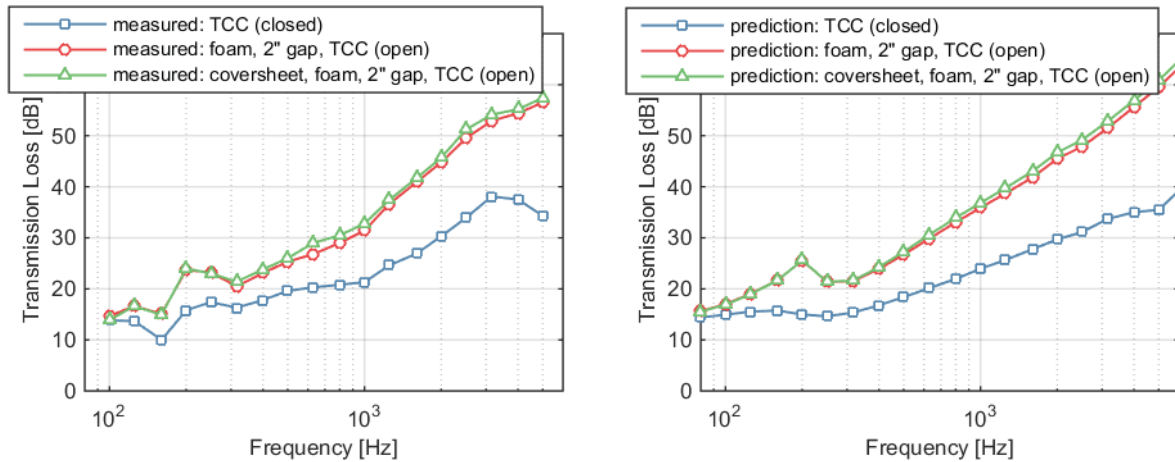 measured: TCC (closed)
measured: foam, 2" gap, TCC (open)
measured: coversheet, foam, 2" gap, TCC (open)
Transmission Loss [dB]
50
40
30
20
10
0
10²
10³
Frequency [Hz]
prediction: TCC (closed)
prediction: foam, 2" gap, TCC (open)
prediction: coversheet, foam, 2" gap, TCC (open)
Transmission Loss [dB]
50
40
30
20
10
0
10²
10³
Frequency [Hz]